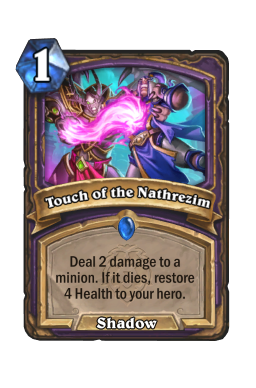 1
Touch of the Nathrezim
Deal 2 damage to a
minion. If it dies, restore
4 Health to your hero.
Shadow